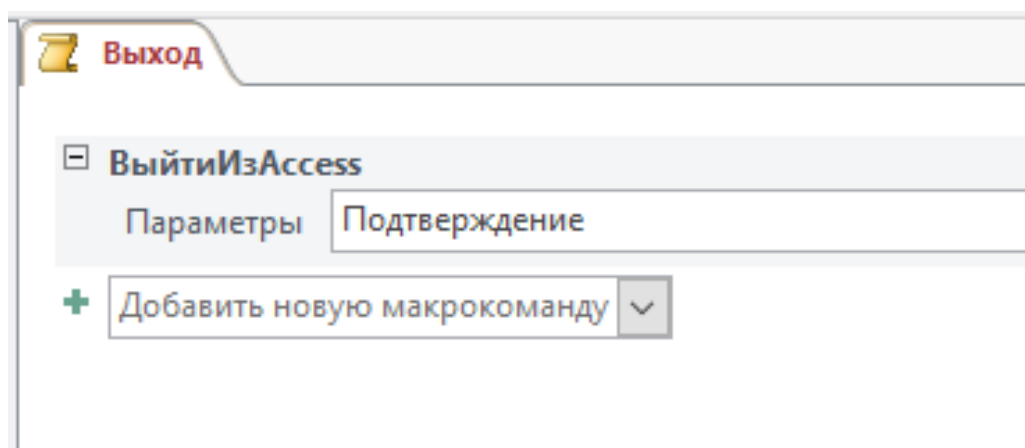 Выход
ВыйтиИзAccess
Параметры Подтверждение
Добавить новую макрокоманду